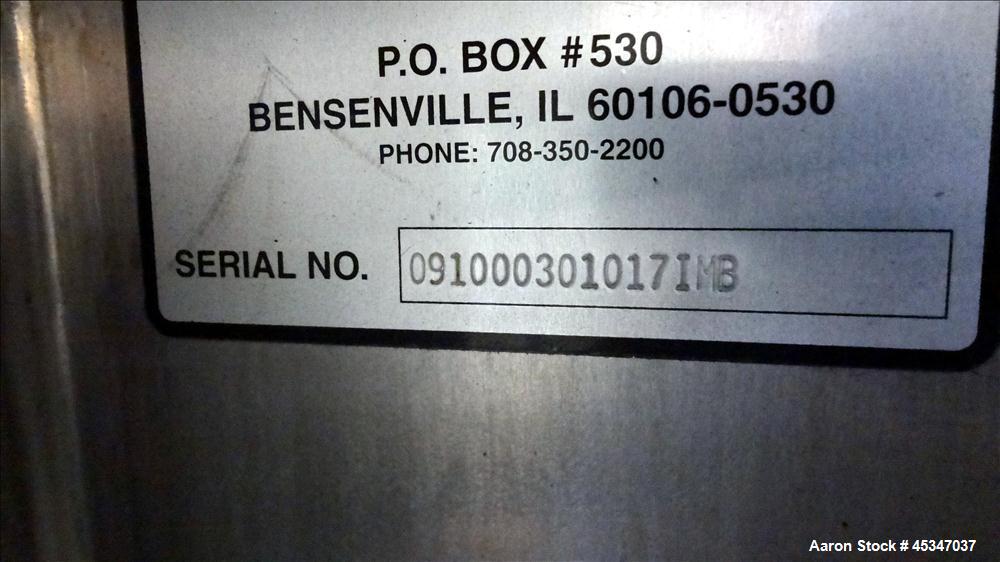 P.O. BOX #530
BENSENVILLE, IL 60106-0530
PHONE: 708-350-2200
SERIAL NO. 091000301017IMB
Aaron Stock # 45347037